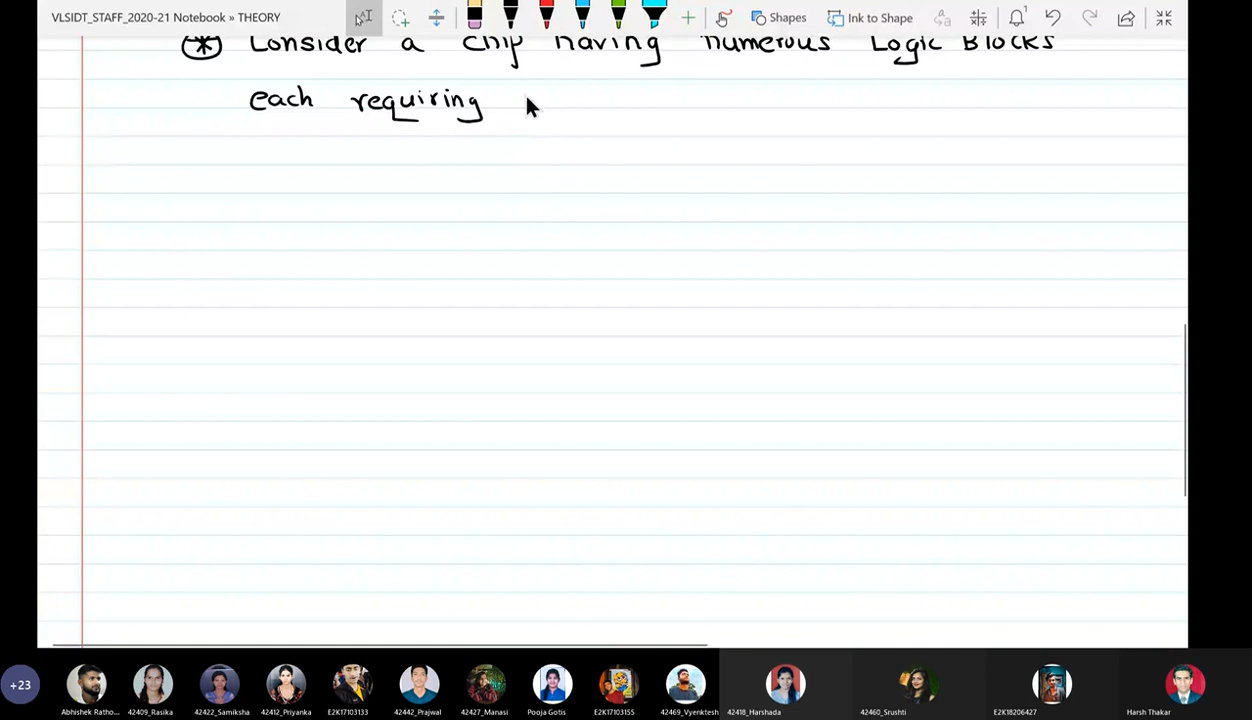 VLSIDT_STAFF_2020-21 Notebook » THEORY
Shapes
Ink to Shape
Consider a chip having numerous Logic Blocks
each requiring
+23
Abhishek Ratho...
42409_Rasika
42422_Samiksha
42412_Priyanka
E2K17103133
42442_Prajwal
42427_Manasi
Pooja Gotis
E2K17103155
42469_Vyenktesh
42418_Harshada
42460_Srushti
E2K18206427
Harsh Thakar